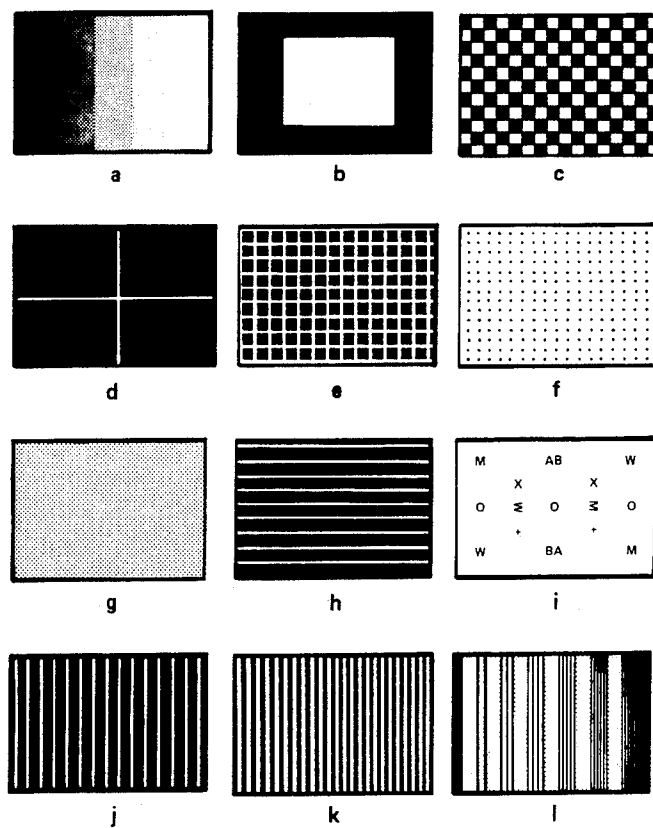 a b c
d e f
M AB W
X X
O M O M O
+ +
W BA M
g h i
j k l